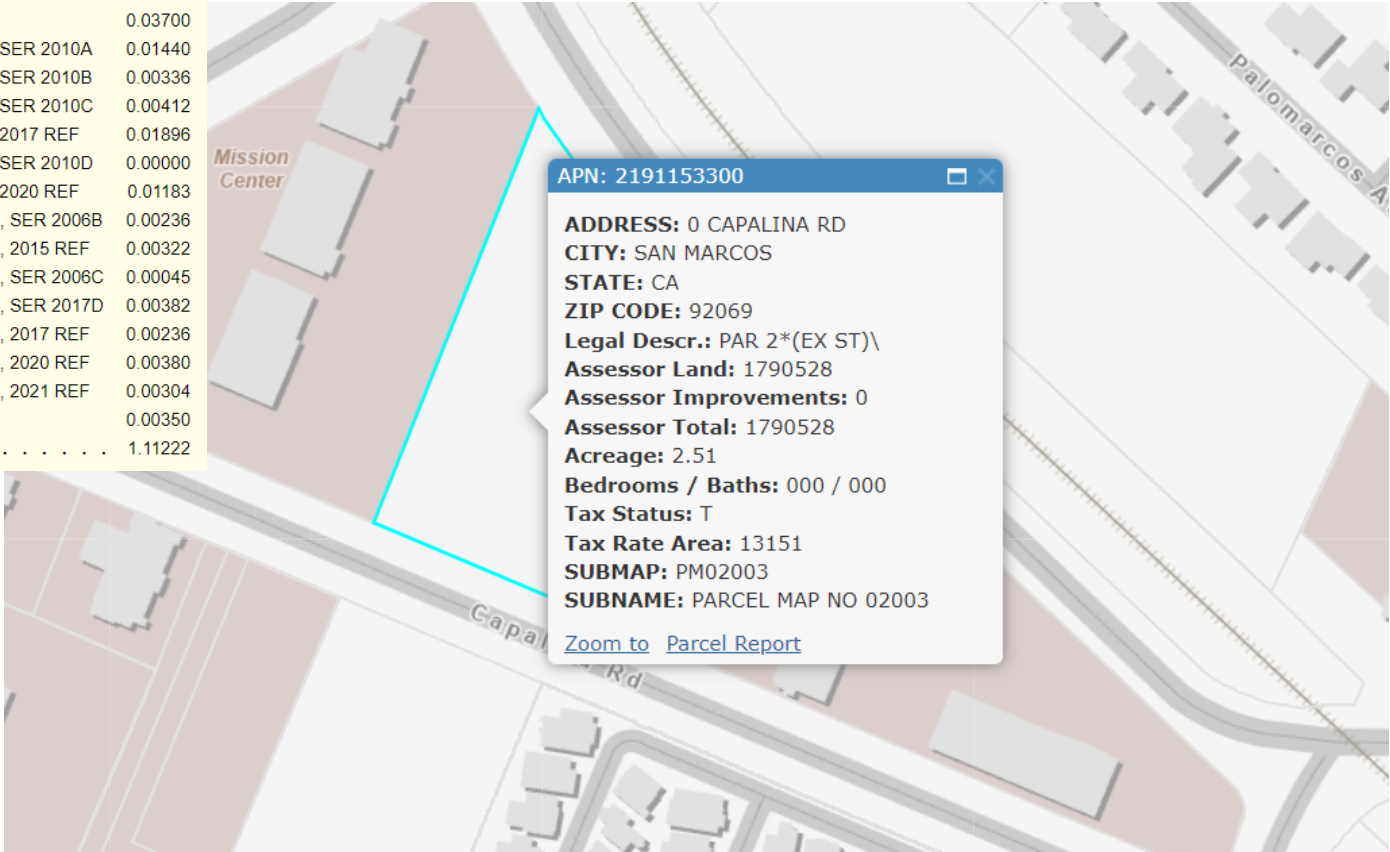 0.03700
SER 2010A 0.01440
SER 2010B 0.00336
SER 2010C 0.00412
2017 REF 0.01896
SER 2010D 0.00000
2020 REF 0.01183
, SER 2006B 0.00236
, 2015 REF 0.00322
, SER 2006C 0.00045
, SER 2017D 0.00382
, 2017 REF 0.00236
, 2020 REF 0.00380
, 2021 REF 0.00304
0.00350
. . . . . . 1.11222
Mission
Center
Palomarcos A
APN: 2191153300
ADDRESS: 0 CAPALINA RD
CITY: SAN MARCOS
STATE: CA
ZIP CODE: 92069
Legal Descr.: PAR 2*(EX ST)\
Assessor Land: 1790528
Assessor Improvements: 0
Assessor Total: 1790528
Acreage: 2.51
Bedrooms / Baths: 000 / 000
Tax Status: T
Tax Rate Area: 13151
SUBMAP: PM02003
SUBNAME: PARCEL MAP NO 02003
Zoom to Parcel Report
Capal Rd